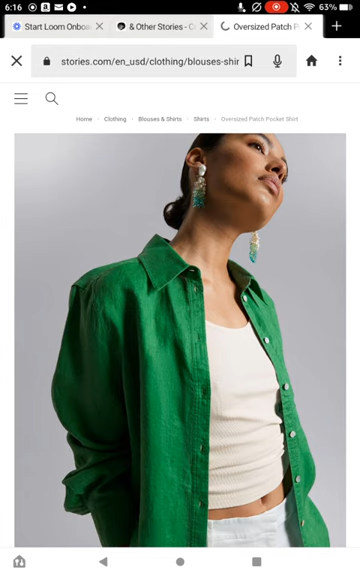 6:16
63%
Start Loom Onboa
& Other Stories - C
Oversized Patch P
stories.com/en_usd/clothing/blouses-shir
Home · Clothing · Blouses & Shirts · Shirts · Oversized Patch Pocket Shirt